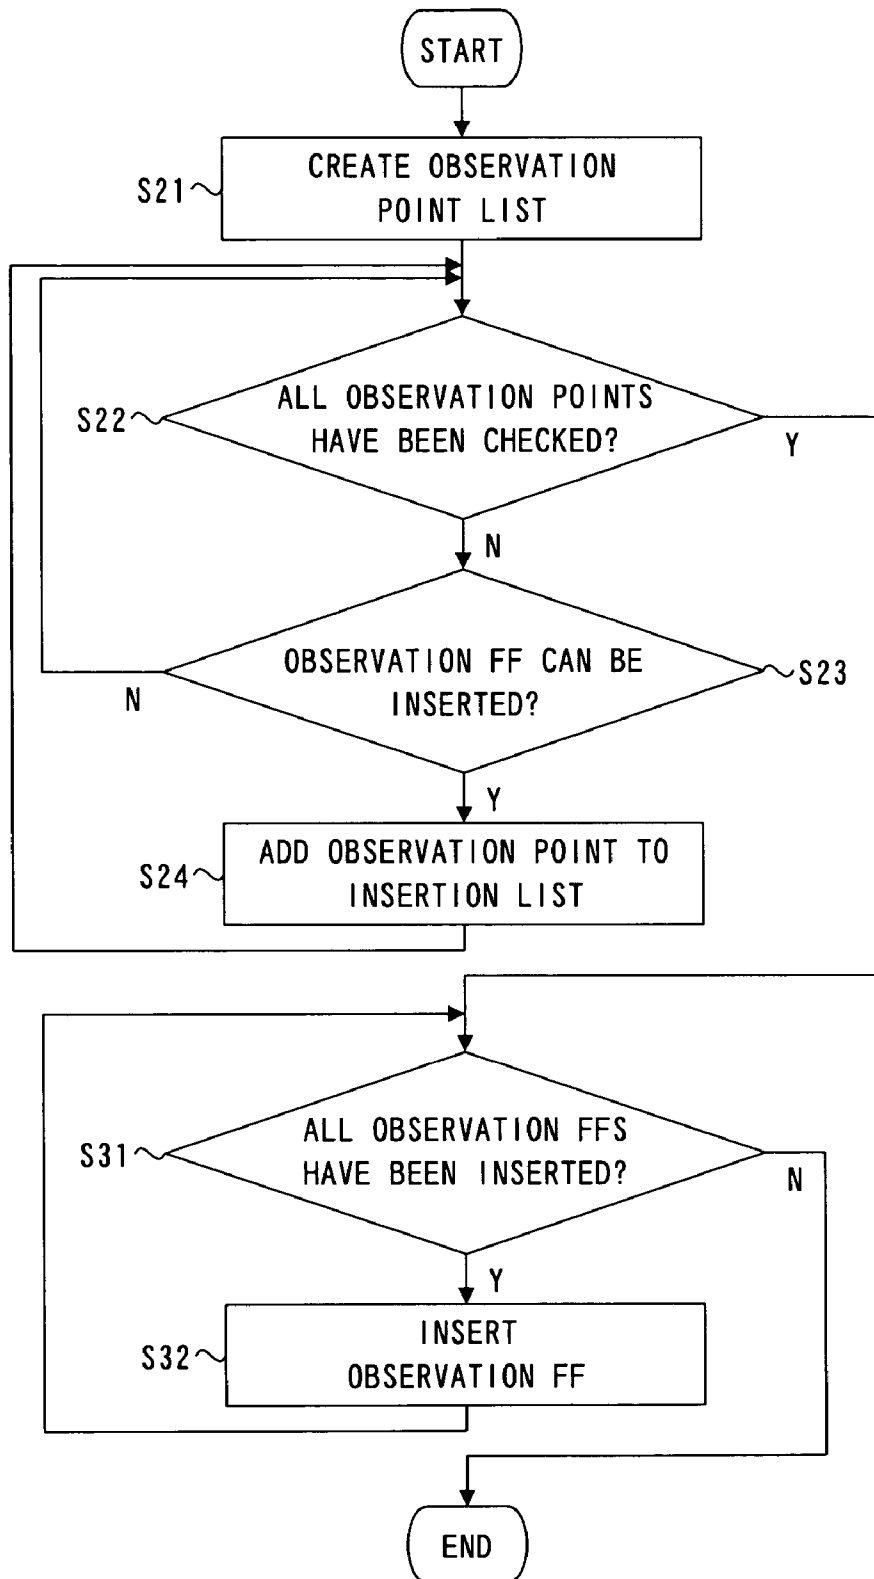 START
S21
CREATE OBSERVATION
POINT LIST
S22
ALL OBSERVATION POINTS
HAVE BEEN CHECKED?
Y
N
OBSERVATION FF CAN BE
INSERTED?
S23
N
Y
S24
ADD OBSERVATION POINT TO
INSERTION LIST
S31
ALL OBSERVATION FFS
HAVE BEEN INSERTED?
N
Y
S32
INSERT
OBSERVATION FF
END